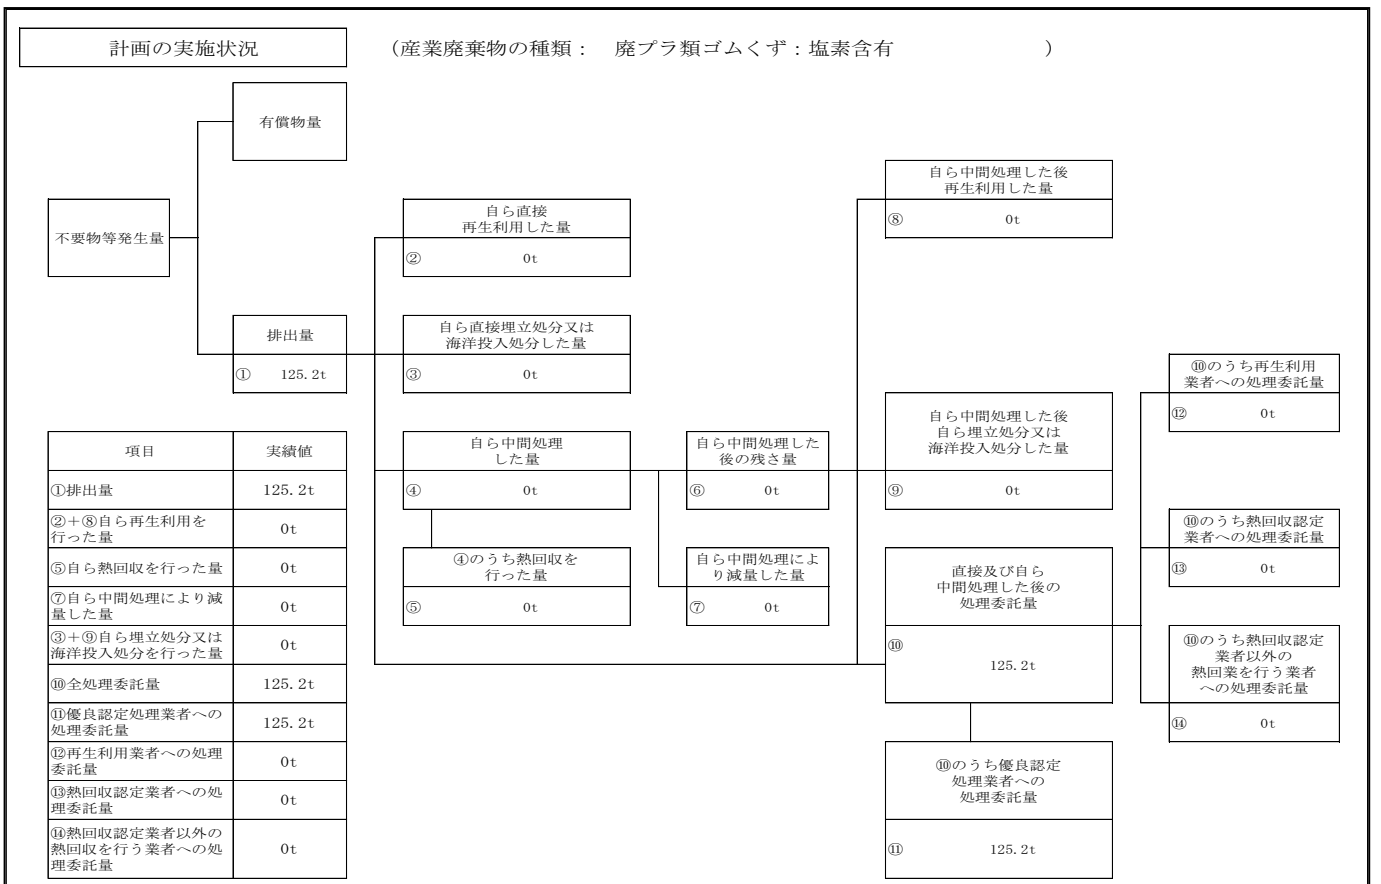 計画の実施状況
（産業廃棄物の種類：　廃プラ類ゴムくず：塩素含有　　　　　　　　）
有償物量
不要物等発生量
排出量
① 125.2t
自ら直接
再生利用した量
② 0t
自ら直接埋立処分又は
海洋投入処分した量
③ 0t
自ら中間処理
した量
④ 0t
④のうち熱回収を
行った量
⑤ 0t
自ら中間処理した
後の残さ量
⑥ 0t
自ら中間処理によ
り減量した量
⑦ 0t
自ら中間処理した後
再生利用した量
⑧ 0t
自ら中間処理した後
自ら埋立処分又は
海洋投入処分した量
⑨ 0t
直接及び自ら
中間処理した後の
処理委託量
⑩
125.2t
⑩のうち優良認定
処理業者への
処理委託量
⑪ 125.2t
⑩のうち再生利用
業者への処理委託量
⑫ 0t
⑩のうち熱回収認定
業者への処理委託量
⑬ 0t
⑩のうち熱回収認定
業者以外の
熱回業を行う業者
への処理委託量
⑭ 0t
項目 実績値
①排出量 125.2t
②＋⑧自ら再生利用を
行った量 0t
⑤自ら熱回収を行った量 0t
⑦自ら中間処理により減
量した量 0t
③＋⑨自ら埋立処分又は
海洋投入処分を行った量 0t
⑩全処理委託量 125.2t
⑪優良認定処理業者への
処理委託量 125.2t
⑫再生利用業者への処理
委託量 0t
⑬熱回収認定業者への処
理委託量 0t
⑭熱回収認定業者以外の
熱回収を行う業者への処
理委託量 0t